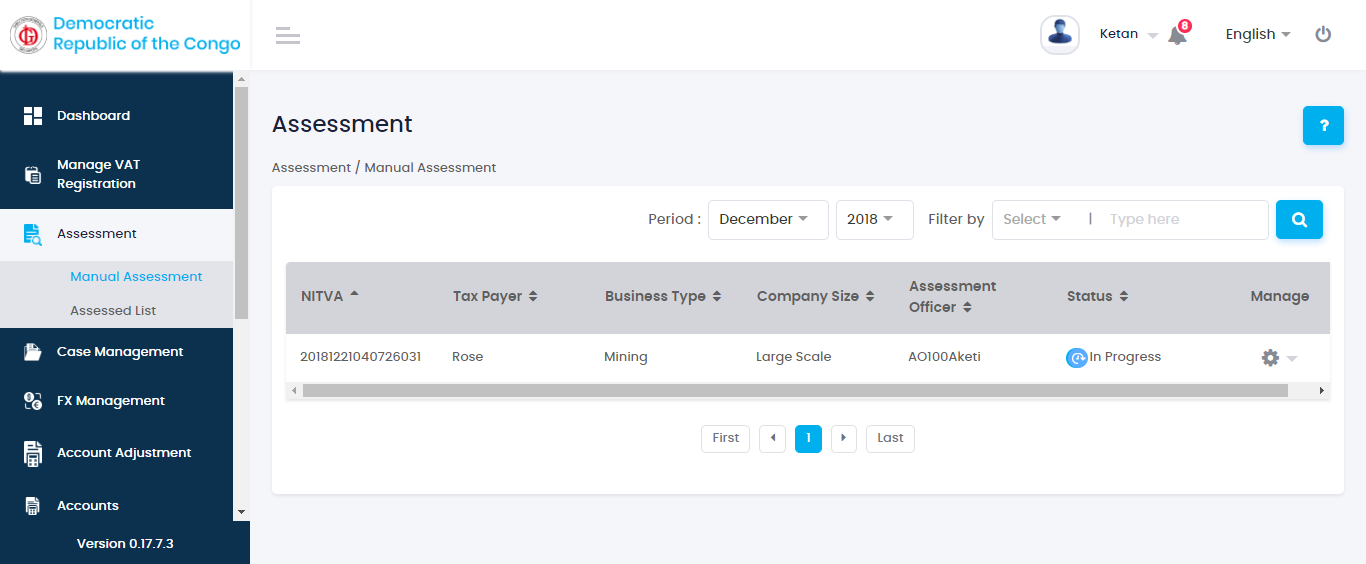 Democratic
Republic of the Congo
Ketan
8
English
Dashboard
Manage VAT
Registration
Assessment
Manual Assessment
Assessed List
Case Management
FX Management
Account Adjustment
Accounts
Version 0.17.7.3
Assessment
?
Assessment / Manual Assessment
Period : December 2018 Filter by Select | Type here
NITVA Tax Payer Business Type Company Size Assessment Officer Status Manage
20181221040726031 Rose Mining Large Scale AO100Aketi In Progress
First 1 Last